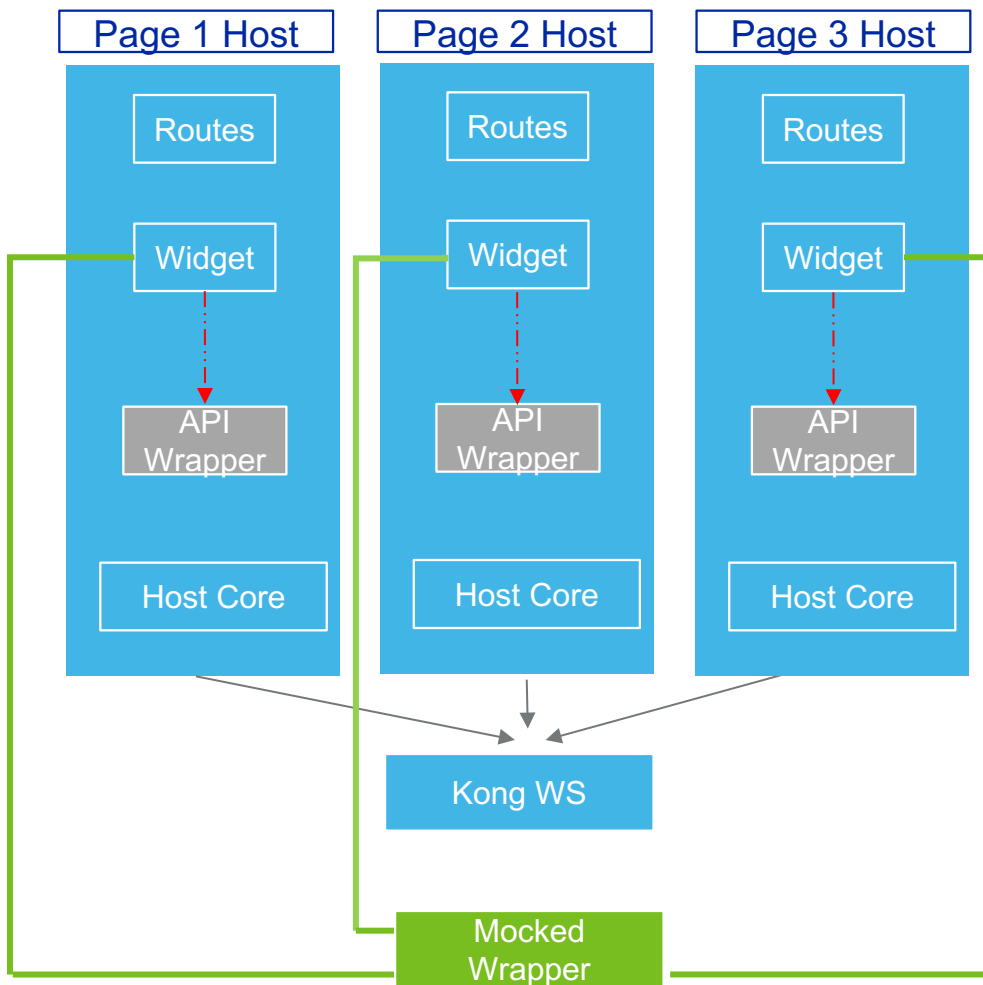 Page 1 Host
Page 2 Host
Page 3 Host
Routes
Routes
Routes
Widget
Widget
Widget
API
Wrapper
API
Wrapper
API
Wrapper
Host Core
Host Core
Host Core
Kong WS
Mocked
Wrapper